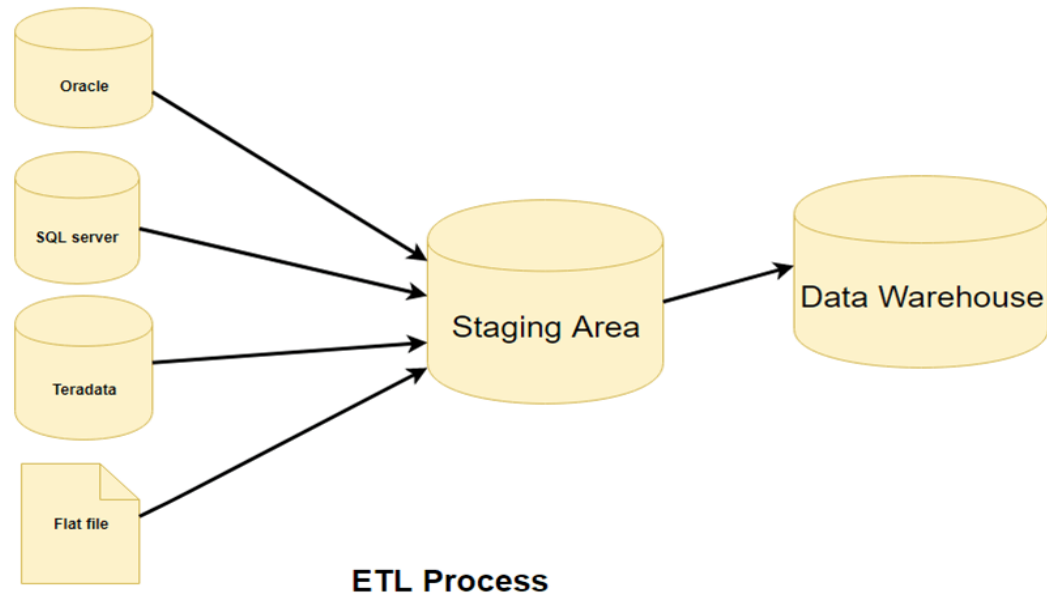 Oracle
SQL server
Teradata
Flat file
Staging Area
Data Warehouse
ETL Process